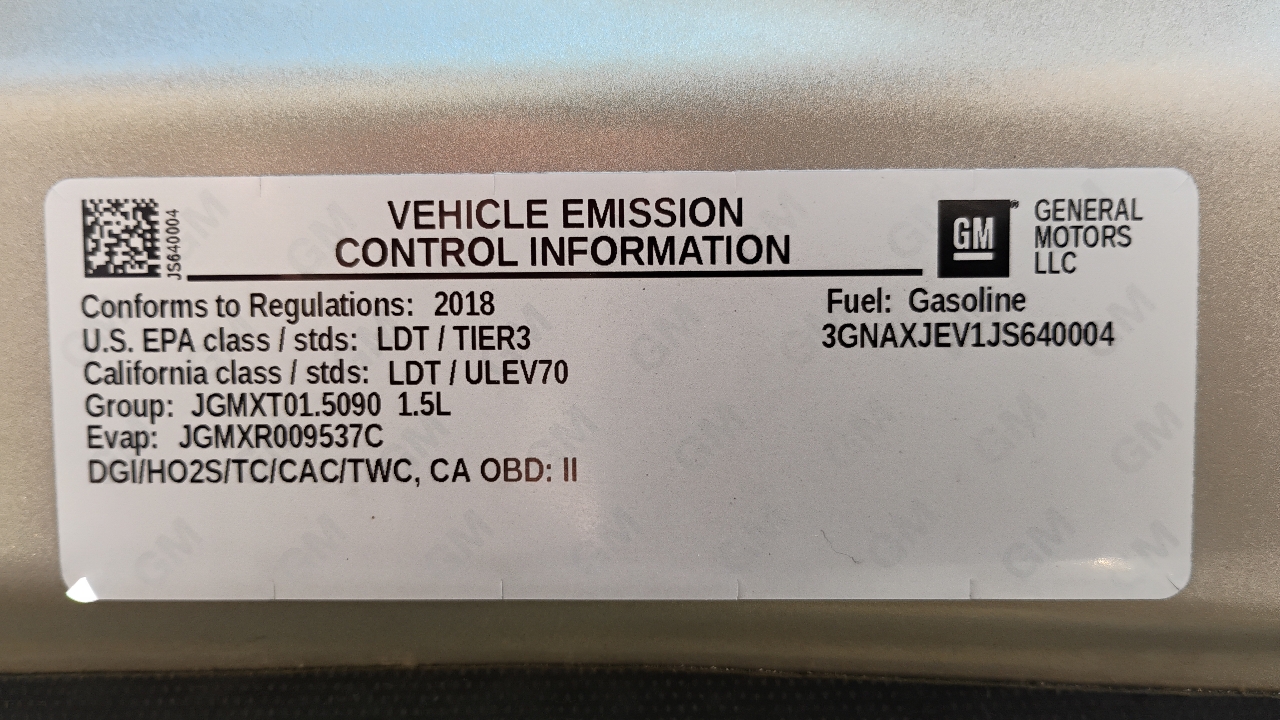 JS640004
VEHICLE EMISSION
CONTROL INFORMATION
GM®
GENERAL
MOTORS
LLC
Conforms to Regulations: 2018
U.S. EPA class / stds: LDT / TIER3
California class / stds: LDT / ULEV70
Group: JGMXT01.5090 1.5L
Evap: JGMXR009537C
DGI/HO2S/TC/CAC/TWC, CA OBD: II
Fuel: Gasoline
3GNAXJEV1JS640004